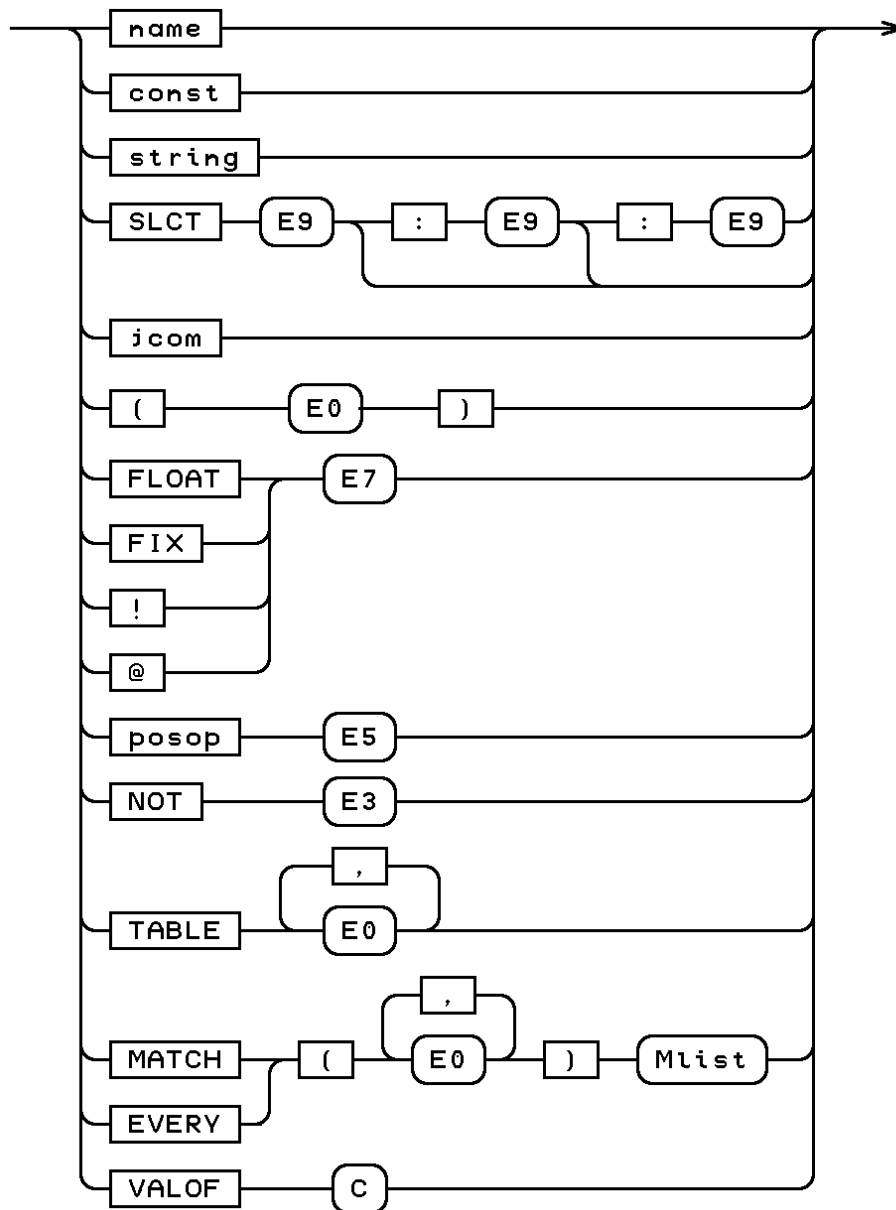 name
const
string
SLCT E9 : E9 : E9
jcom
( E0 )
FLOAT E7
FIX
!
@
posop E5
NOT E3
,
TABLE E0
,
MATCH ( E0 ) Mlist
EVERY
VALOF C